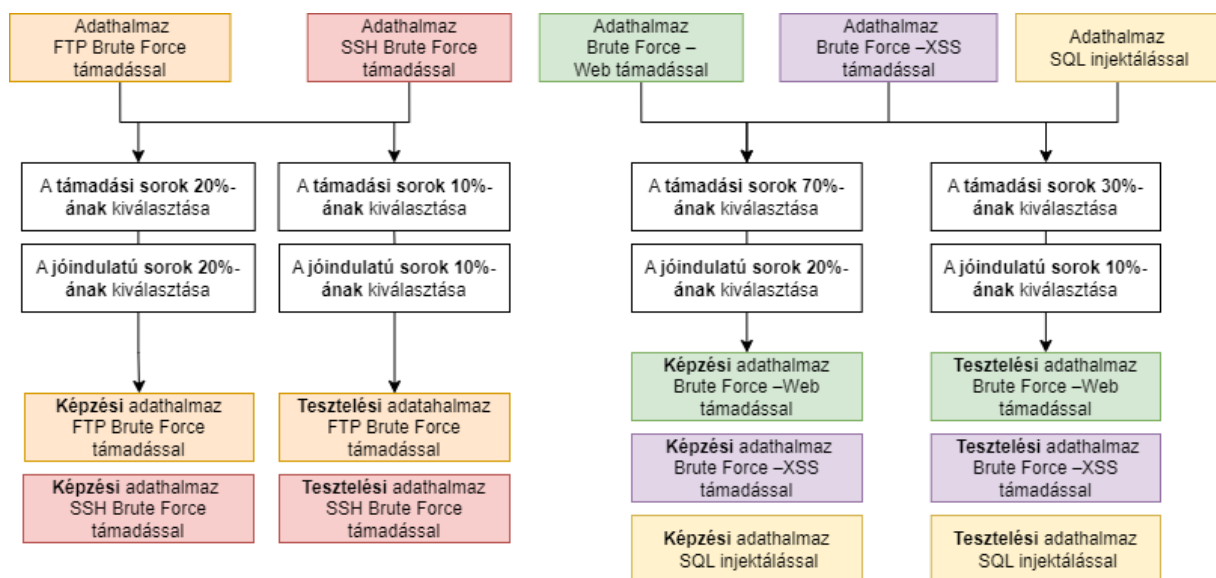 Adathalmaz
FTP Brute Force
támadással
Adathalmaz
SSH Brute Force
támadással
Adathalmaz
Brute Force –
Web támadással
Adathalmaz
Brute Force –XSS
támadással
Adathalmaz
SQL injektálással
A támadási sorok 20%-
ának kiválasztása
A támadási sorok 10%-
ának kiválasztása
A támadási sorok 70%-
ának kiválasztása
A támadási sorok 30%-
ának kiválasztása
A jóindulatú sorok 20%-
ának kiválasztása
A jóindulatú sorok 10%-
ának kiválasztása
A jóindulatú sorok 20%-
ának kiválasztása
A jóindulatú sorok 10%-
ának kiválasztása
Képzési adathalmaz
FTP Brute Force
támadással
Tesztelési adatahalmaz
FTP Brute Force
támadással
Képzési adathalmaz
Brute Force –Web
támadással
Tesztelési adathalmaz
Brute Force –Web
támadással
Képzési adathalmaz
SSH Brute Force
támadással
Tesztelési adathalmaz
SSH Brute Force
támadással
Képzési adathalmaz
Brute Force –XSS
támadással
Tesztelési adathalmaz
Brute Force –XSS
támadással
Képzési adathalmaz
SQL injektálással
Tesztelési adathalmaz
SQL injektálással